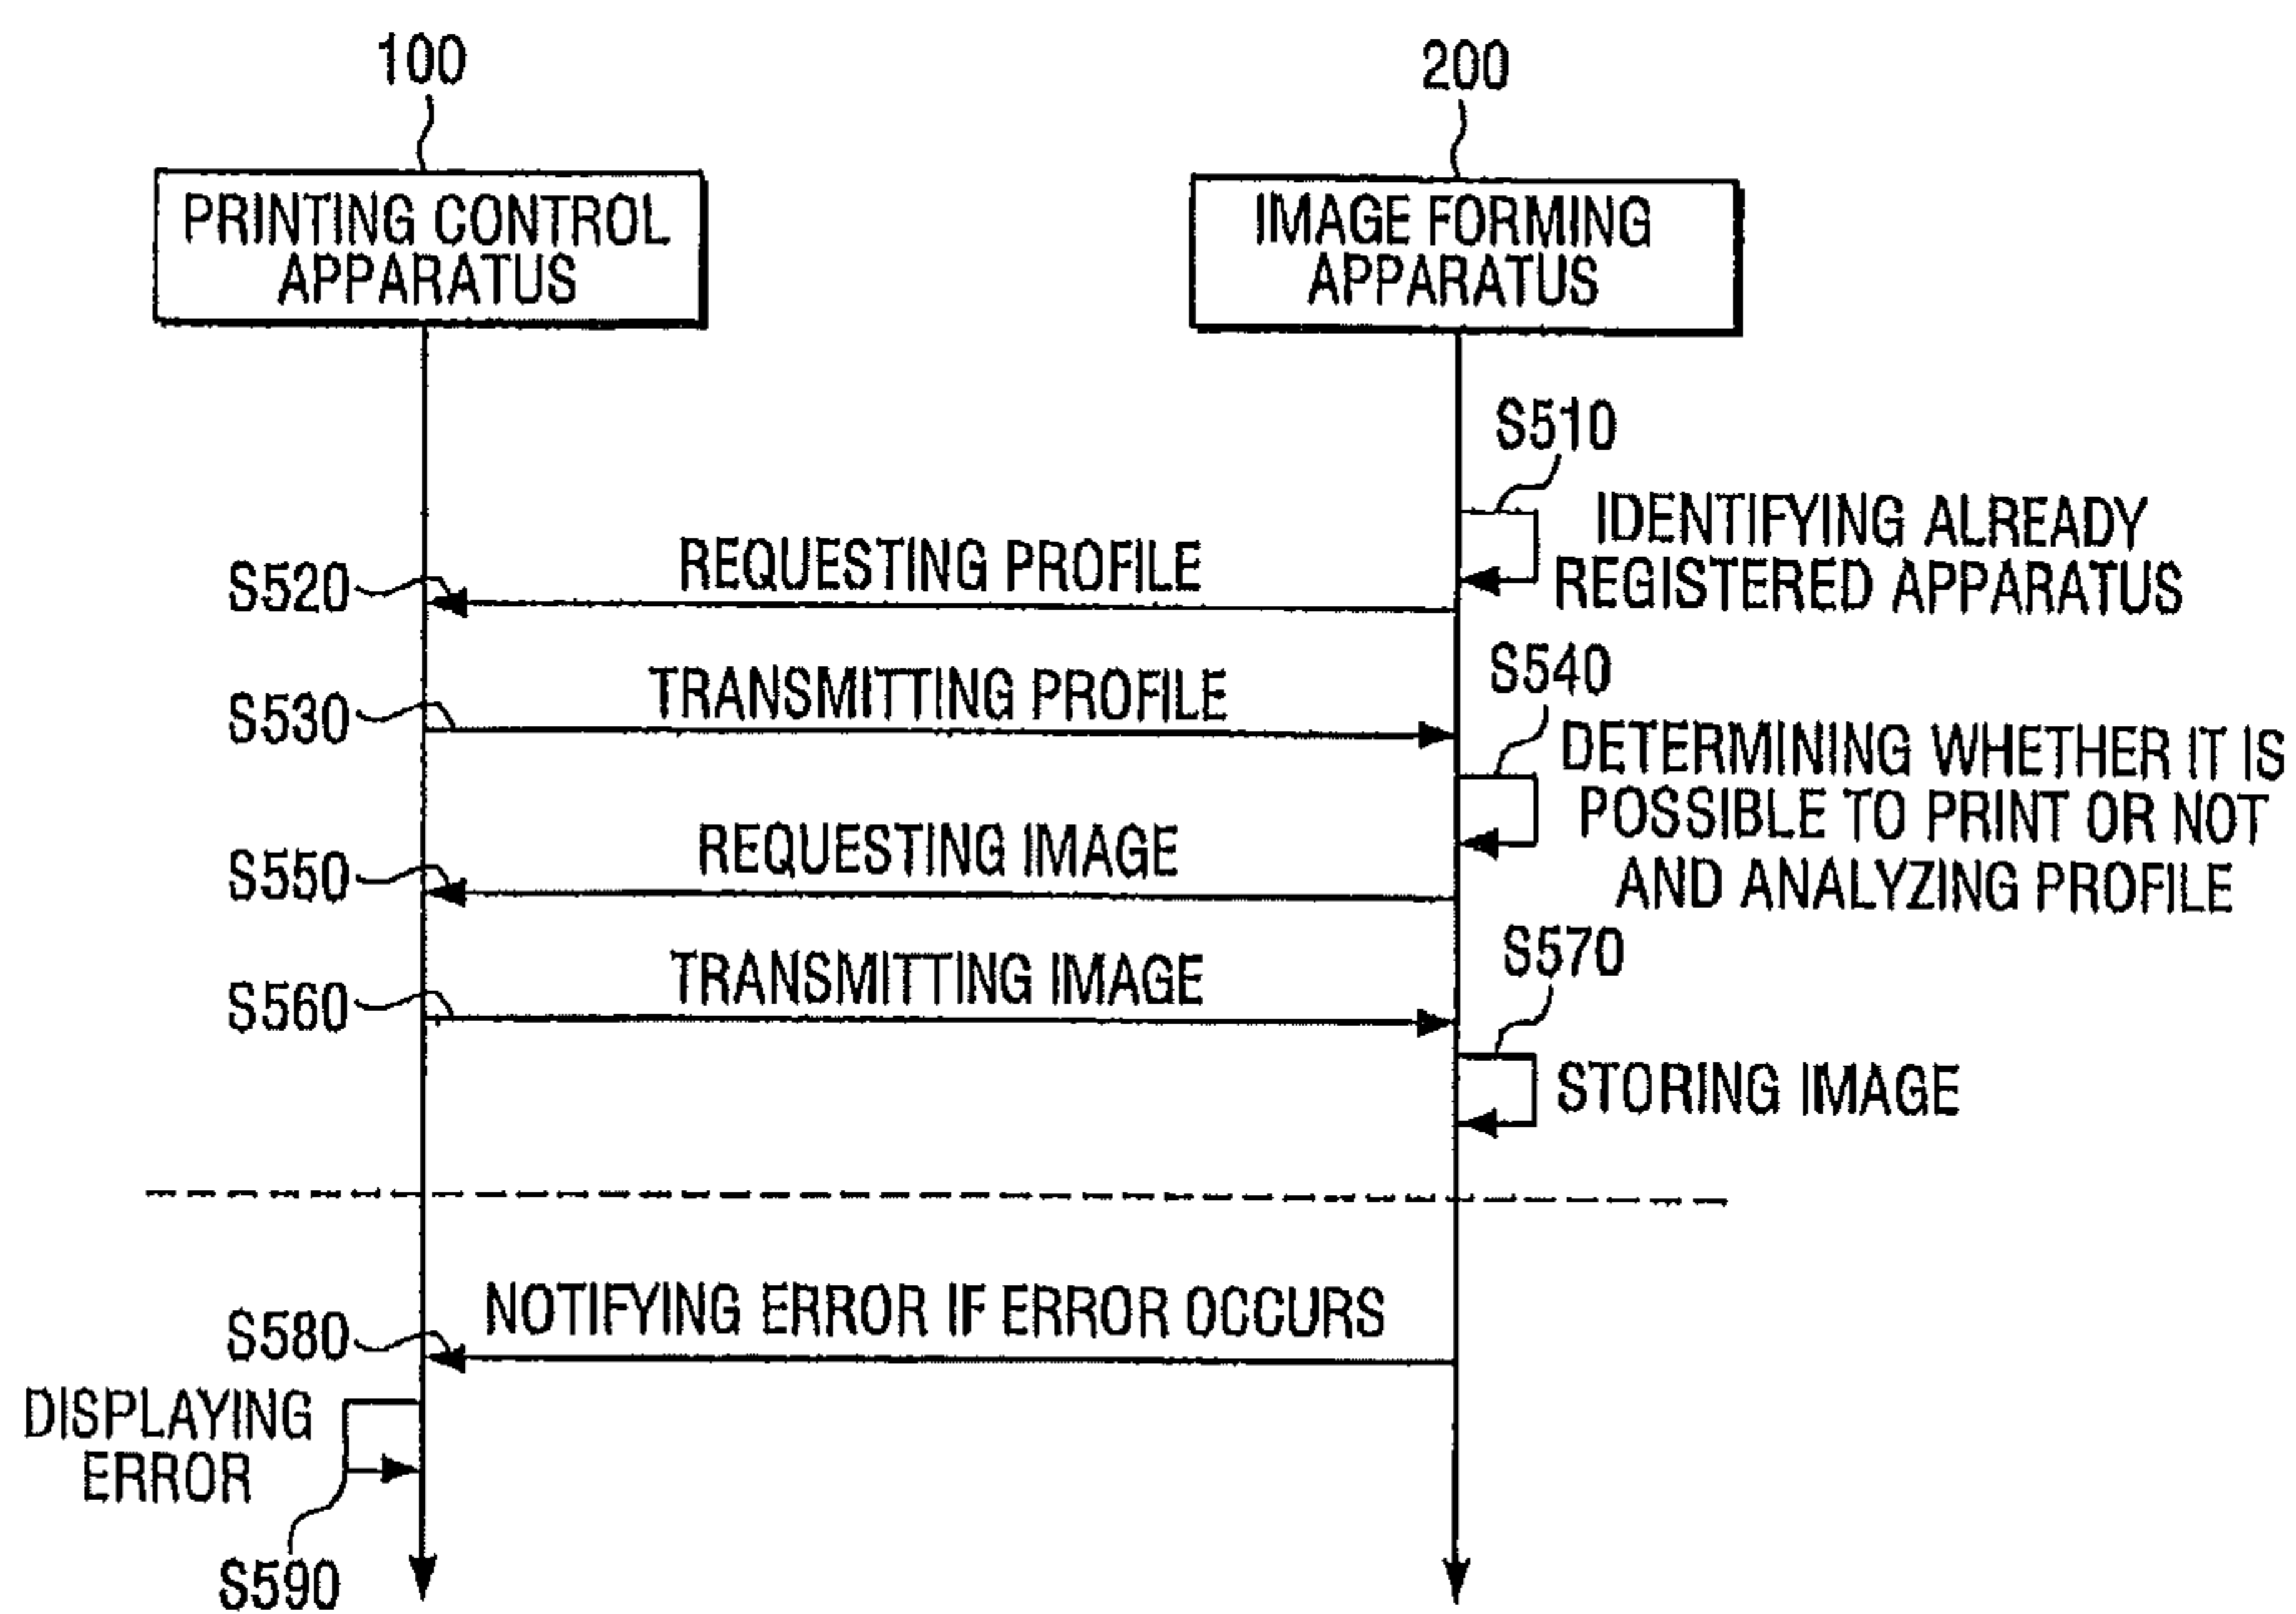 100
200
PRINTING CONTROL
APPARATUS
IMAGE FORMING
APPARATUS
S510
IDENTIFYING ALREADY
REGISTERED APPARATUS
S520
REQUESTING PROFILE
S530
TRANSMITTING PROFILE
S540
DETERMINING WHETHER IT IS
POSSIBLE TO PRINT OR NOT
AND ANALYZING PROFILE
S550
REQUESTING IMAGE
S560
TRANSMITTING IMAGE
S570
STORING IMAGE
S580
NOTIFYING ERROR IF ERROR OCCURS
DISPLAYING
ERROR
S590